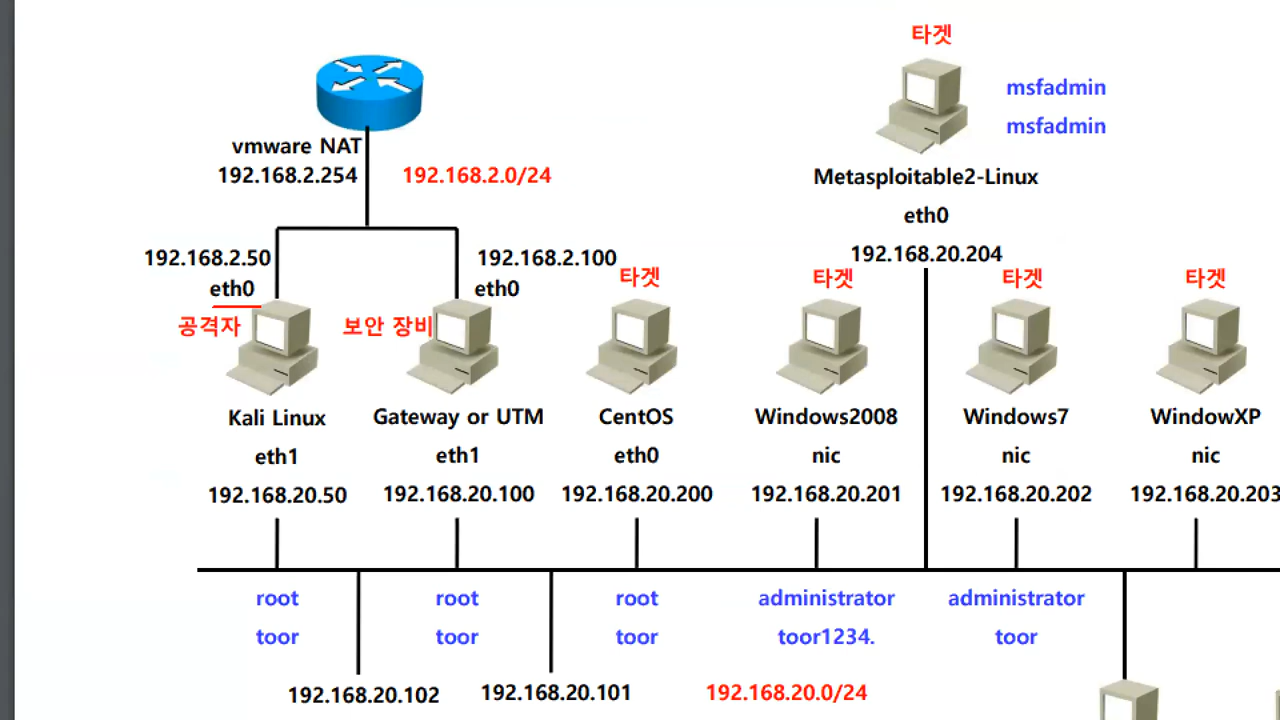 타겟
msfadmin
msfadmin
vmware NAT
192.168.2.254
192.168.2.0/24
Metasploitable2-Linux
eth0
192.168.20.204
192.168.2.50
eth0
192.168.2.100
eth0
타겟
타겟
타겟
타겟
공격자
보안 장비
Kali Linux
eth1
192.168.20.50
Gateway or UTM
eth1
192.168.20.100
CentOS
eth0
192.168.20.200
Windows2008
nic
192.168.20.201
Windows7
nic
192.168.20.202
WindowXP
nic
192.168.20.203
root
toor
root
toor
root
toor
administrator
toor1234.
administrator
toor
192.168.20.102
192.168.20.101
192.168.20.0/24